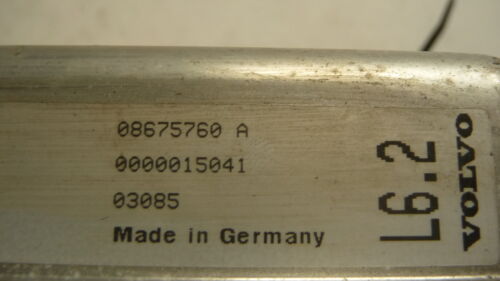 08675760 A
0000015041
03085
Made in Germany
L6.2
VOLVO